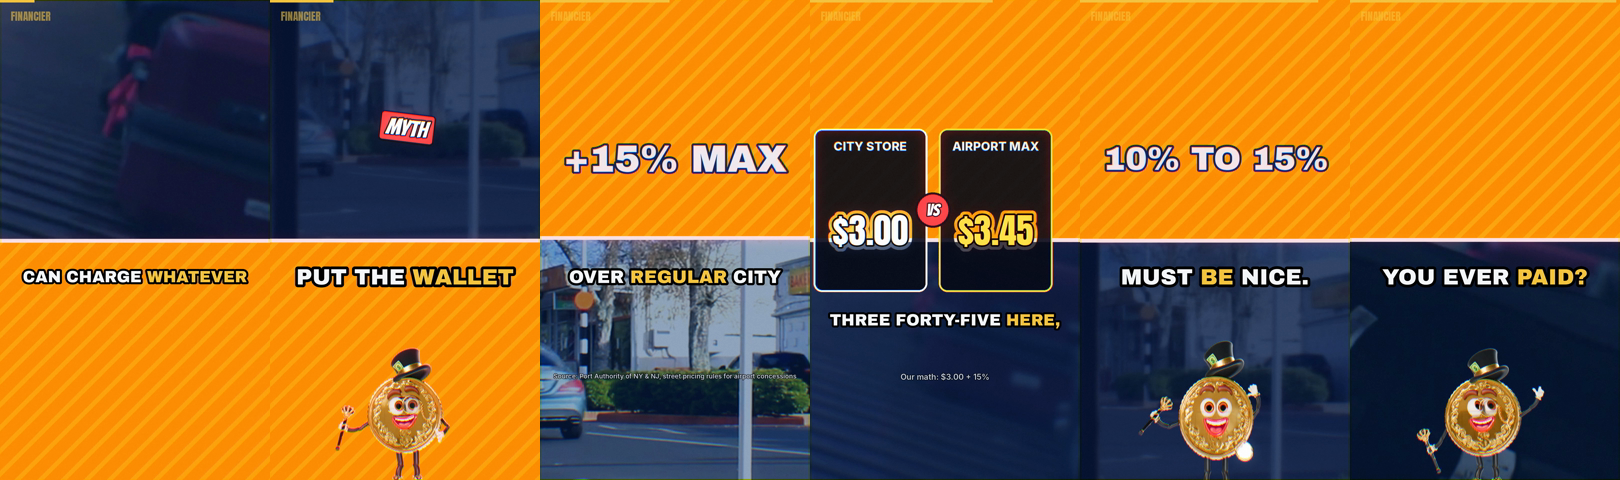 FINANCIER
CAN CHARGE WHATEVER
FINANCIER
MYTH
PUT THE WALLET
FINANCIER
+15% MAX
OVER REGULAR CITY
Source: Port Authority of NY & NJ, street pricing rules for airport concessions
FINANCIER
CITY STORE
$3.00
VS
AIRPORT MAX
$3.45
THREE FORTY-FIVE HERE,
Our math: $3.00 + 15%
FINANCIER
10% TO 15%
MUST BE NICE.
FINANCIER
YOU EVER PAID?